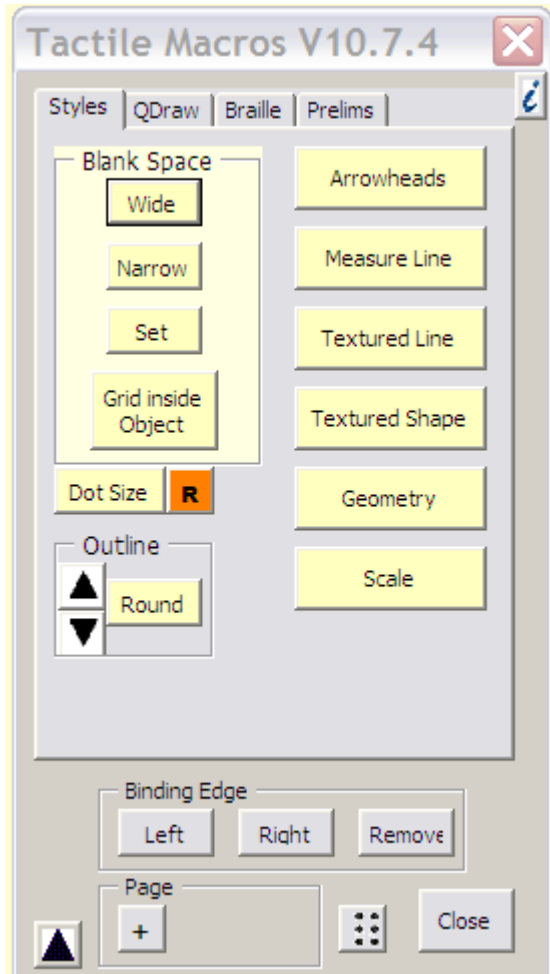 Tactile Macros V10.7.4
i
Styles QDraw Braille Prelims
Blank Space
Wide
Narrow
Set
Grid inside
Object
Dot Size R
Outline
Round
Arrowheads
Measure Line
Textured Line
Textured Shape
Geometry
Scale
Binding Edge
Left Right Remove
Page
+
Close